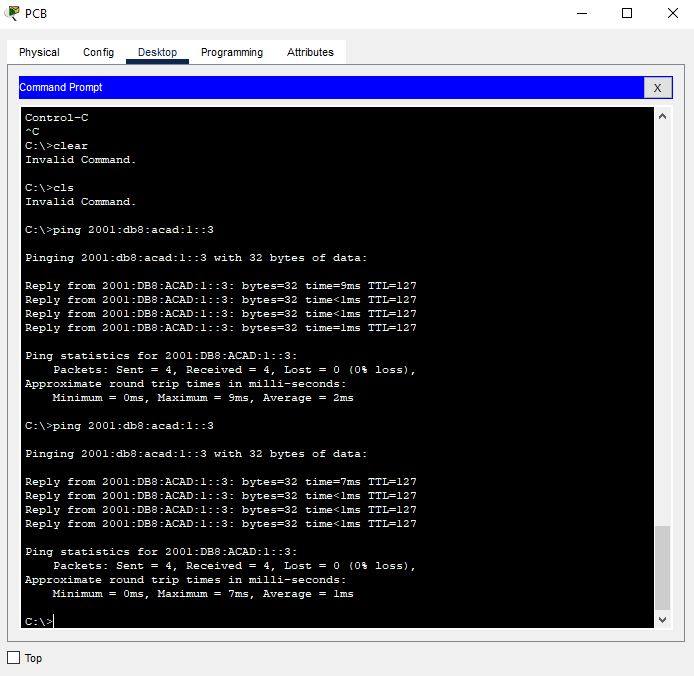 PCB
Physical Config Desktop Programming Attributes
Command Prompt X
Control-C
^C
C:\>clear
Invalid Command.
C:\>cls
Invalid Command.
C:\>ping 2001:db8:acad:1::3
Pinging 2001:db8:acad:1::3 with 32 bytes of data:
Reply from 2001:DB8:ACAD:1::3: bytes=32 time=9ms TTL=127
Reply from 2001:DB8:ACAD:1::3: bytes=32 time<1ms TTL=127
Reply from 2001:DB8:ACAD:1::3: bytes=32 time<1ms TTL=127
Reply from 2001:DB8:ACAD:1::3: bytes=32 time=1ms TTL=127
Ping statistics for 2001:DB8:ACAD:1::3:
    Packets: Sent = 4, Received = 4, Lost = 0 (0% loss),
Approximate round trip times in milli-seconds:
    Minimum = 0ms, Maximum = 9ms, Average = 2ms
C:\>ping 2001:db8:acad:1::3
Pinging 2001:db8:acad:1::3 with 32 bytes of data:
Reply from 2001:DB8:ACAD:1::3: bytes=32 time=7ms TTL=127
Reply from 2001:DB8:ACAD:1::3: bytes=32 time<1ms TTL=127
Reply from 2001:DB8:ACAD:1::3: bytes=32 time<1ms TTL=127
Reply from 2001:DB8:ACAD:1::3: bytes=32 time<1ms TTL=127
Ping statistics for 2001:DB8:ACAD:1::3:
    Packets: Sent = 4, Received = 4, Lost = 0 (0% loss),
Approximate round trip times in milli-seconds:
    Minimum = 0ms, Maximum = 7ms, Average = 1ms
C:\>
Top